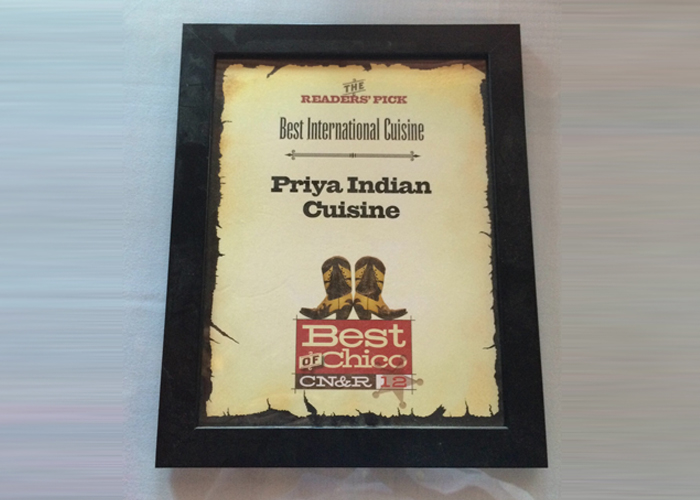 THE
READERS' PICK
Best International Cuisine
Priya Indian
Cuisine
Best
OF Chico
CN&R 12